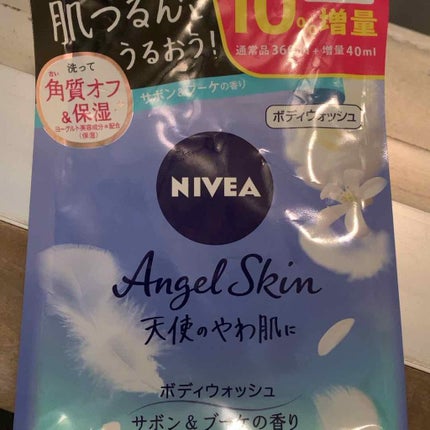 肌つるん、
うるおう!
10%増量
通常品360ml+増量40ml
洗って
古い
角質オフ
&保湿
ヨーグルト美容成分*配合
(保湿)
サボン&ブーケの香り
ボディウォッシュ
NIVEA
Angel Skin
天使のやわ肌に
ボディウォッシュ
サボン&ブーケの香り